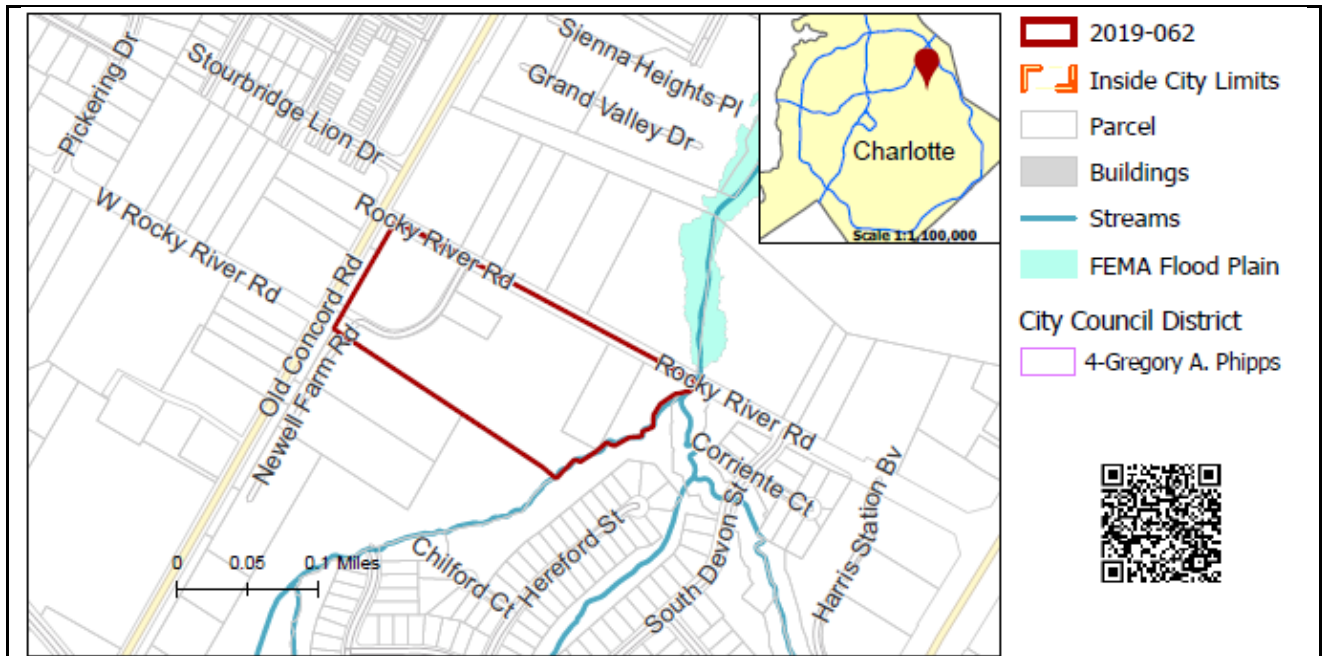 Sienna Heights Pl
Grand Valley Dr
Pickering Dr
Stourbridge Lion Dr
W Rocky River Rd
Rocky River Rd
Old Concord Rd
Newell Farm Rd
Rocky River Rd
Corriente Ct
Harris Station Bv
South Devon St
Hereford St
Chilford Ct
0 0.05 0.1 Miles
Charlotte
Scale 1:1,100,000
2019-062
Inside City Limits
Parcel
Buildings
Streams
FEMA Flood Plain
City Council District
4-Gregory A. Phipps